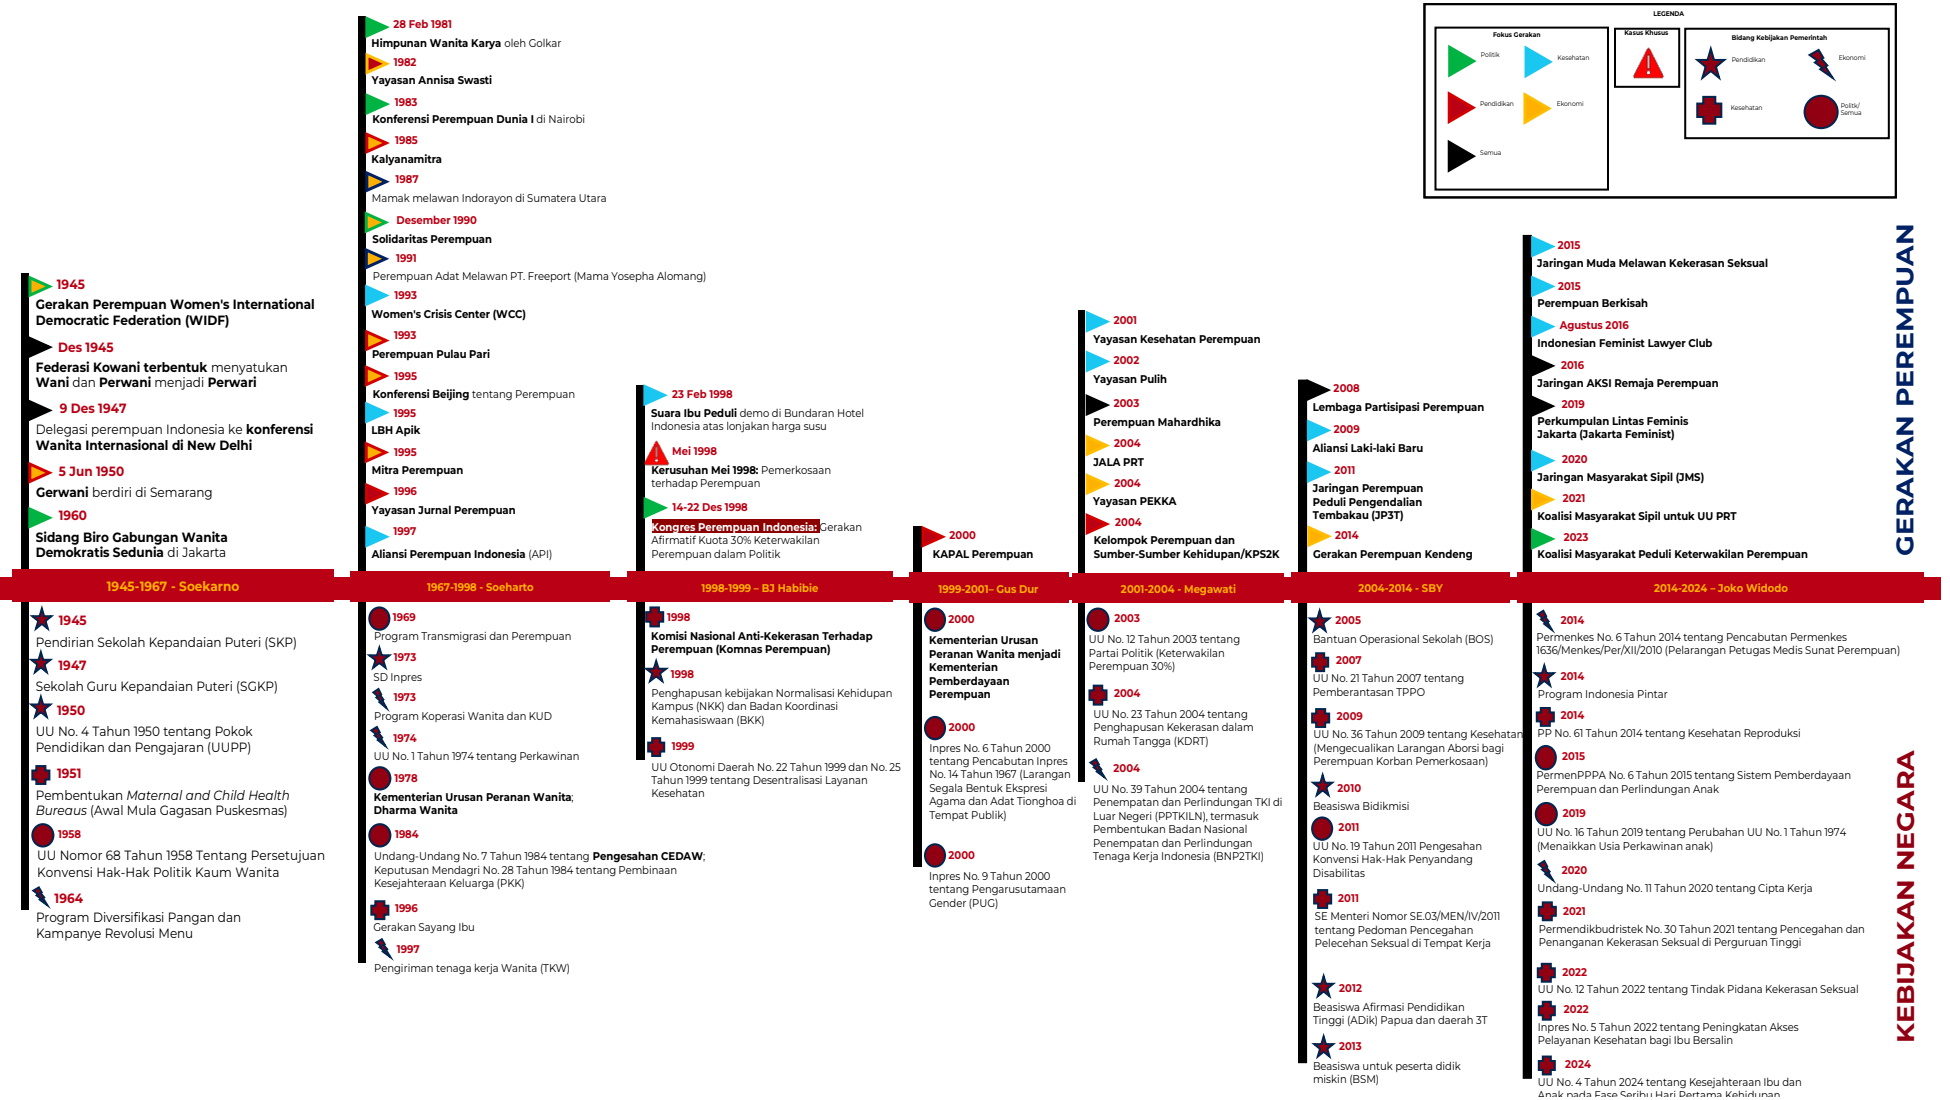 LEGENDA
Fokus Gerakan
Politik
Kesehatan
Pendidikan
Ekonomi
Semua
Kasus Khusus
Bidang Kebijakan Pemerintah
Pendidikan
Ekonomi
Kesehatan
Politk/
Semua
GERAKAN PEREMPUAN
1945
Gerakan Perempuan Women's International
Democratic Federation (WIDF)
Des 1945
Federasi Kowani terbentuk menyatukan
Wani dan Perwani menjadi Perwari
9 Des 1947
Delegasi perempuan Indonesia ke konferensi
Wanita Internasional di New Delhi
5 Jun 1950
Gerwani berdiri di Semarang
1960
Sidang Biro Gabungan Wanita
Demokratis Sedunia di Jakarta
28 Feb 1981
Himpunan Wanita Karya oleh Golkar
1982
Yayasan Annisa Swasti
1983
Konferensi Perempuan Dunia I di Nairobi
1985
Kalyanamitra
1987
Mamak melawan Indorayon di Sumatera Utara
Desember 1990
Solidaritas Perempuan
1991
Perempuan Adat Melawan PT. Freeport (Mama Yosepha Alomang)
1993
Women's Crisis Center (WCC)
1993
Perempuan Pulau Pari
1995
Konferensi Beijing tentang Perempuan
1995
LBH Apik
1995
Mitra Perempuan
1996
Yayasan Jurnal Perempuan
1997
Aliansi Perempuan Indonesia (API)
23 Feb 1998
Suara Ibu Peduli demo di Bundaran Hotel
Indonesia atas lonjakan harga susu
Mei 1998
Kerusuhan Mei 1998: Pemerkosaan
terhadap Perempuan
14-22 Des 1998
Kongres Perempuan Indonesia: Gerakan
Afirmatif Kuota 30% Keterwakilan
Perempuan dalam Politik
2000
KAPAL Perempuan
2001
Yayasan Kesehatan Perempuan
2002
Yayasan Pulih
2003
Perempuan Mahardhika
2004
JALA PRT
2004
Yayasan PEKKA
2004
Kelompok Perempuan dan
Sumber-Sumber Kehidupan/KPS2K
2008
Lembaga Partisipasi Perempuan
2009
Aliansi Laki-laki Baru
2011
Jaringan Perempuan
Peduli Pengendalian
Tembakau (JP3T)
2014
Gerakan Perempuan Kendeng
2015
Jaringan Muda Melawan Kekerasan Seksual
2015
Perempuan Berkisah
Agustus 2016
Indonesian Feminist Lawyer Club
2016
Jaringan AKSI Remaja Perempuan
2019
Perkumpulan Lintas Feminis
Jakarta (Jakarta Feminist)
2020
Jaringan Masyarakat Sipil (JMS)
2021
Koalisi Masyarakat Sipil untuk UU PRT
2023
Koalisi Masyarakat Peduli Keterwakilan Perempuan
1945-1967 - Soekarno
1967-1998 - Soeharto
1998-1999 – BJ Habibie
1999-2001– Gus Dur
2001-2004 - Megawati
2004-2014 - SBY
2014-2024 – Joko Widodo
KEBIJAKAN NEGARA
1945
Pendirian Sekolah Kepandaian Puteri (SKP)
1947
Sekolah Guru Kepandaian Puteri (SGKP)
1950
UU No. 4 Tahun 1950 tentang Pokok
Pendidikan dan Pengajaran (UUPP)
1951
Pembentukan Maternal and Child Health
Bureaus (Awal Mula Gagasan Puskesmas)
1958
UU Nomor 68 Tahun 1958 Tentang Persetujuan
Konvensi Hak-Hak Politik Kaum Wanita
1964
Program Diversifikasi Pangan dan
Kampanye Revolusi Menu
1969
Program Transmigrasi dan Perempuan
1973
SD Inpres
1973
Program Koperasi Wanita dan KUD
1974
UU No. 1 Tahun 1974 tentang Perkawinan
1978
Kementerian Urusan Peranan Wanita;
Dharma Wanita
1984
Undang-Undang No. 7 Tahun 1984 tentang Pengesahan CEDAW;
Keputusan Mendagri No. 28 Tahun 1984 tentang Pembinaan
Kesejahteraan Keluarga (PKK)
1996
Gerakan Sayang Ibu
1997
Pengiriman tenaga kerja Wanita (TKW)
1998
Komisi Nasional Anti-Kekerasan Terhadap
Perempuan (Komnas Perempuan)
1998
Penghapusan kebijakan Normalisasi Kehidupan
Kampus (NKK) dan Badan Koordinasi
Kemahasiswaan (BKK)
1999
UU Otonomi Daerah No. 22 Tahun 1999 dan No. 25
Tahun 1999 tentang Desentralisasi Layanan
Kesehatan
2000
Kementerian Urusan
Peranan Wanita menjadi
Kementerian
Pemberdayaan
Perempuan
2000
Inpres No. 6 Tahun 2000
tentang Pencabutan Inpres
No. 14 Tahun 1967 (Larangan
Segala Bentuk Ekspresi
Agama dan Adat Tionghoa di
Tempat Publik)
2000
Inpres No. 9 Tahun 2000
tentang Pengarusutamaan
Gender (PUG)
2003
UU No. 12 Tahun 2003 tentang
Partai Politik (Keterwakilan
Perempuan 30%)
2004
UU No. 23 Tahun 2004 tentang
Penghapusan Kekerasan dalam
Rumah Tangga (KDRT)
2004
UU No. 39 Tahun 2004 tentang
Penempatan dan Perlindungan TKI di
Luar Negeri (PPTKILN), termasuk
Pembentukan Badan Nasional
Penempatan dan Perlindungan
Tenaga Kerja Indonesia (BNP2TKI)
2005
Bantuan Operasional Sekolah (BOS)
2007
UU No. 21 Tahun 2007 tentang
Pemberantasan TPPO
2009
UU No. 36 Tahun 2009 tentang Kesehatan
(Mengecualikan Larangan Aborsi bagi
Perempuan Korban Pemerkosaan)
2010
Beasiswa Bidikmisi
2011
UU No. 19 Tahun 2011 Pengesahan
Konvensi Hak-Hak Penyandang
Disabilitas
2011
SE Menteri Nomor SE.03/MEN/IV/2011
tentang Pedoman Pencegahan
Pelecehan Seksual di Tempat Kerja
2012
Beasiswa Afirmasi Pendidikan
Tinggi (ADik) Papua dan daerah 3T
2013
Beasiswa untuk peserta didik
miskin (BSM)
2014
Permenkes No. 6 Tahun 2014 tentang Pencabutan Permenkes
1636/Menkes/Per/XII/2010 (Pelarangan Petugas Medis Sunat Perempuan)
2014
Program Indonesia Pintar
2014
PP No. 61 Tahun 2014 tentang Kesehatan Reproduksi
2015
PermenPPPA No. 6 Tahun 2015 tentang Sistem Pemberdayaan
Perempuan dan Perlindungan Anak
2019
UU No. 16 Tahun 2019 tentang Perubahan UU No. 1 Tahun 1974
(Menaikkan Usia Perkawinan anak)
2020
Undang-Undang No. 11 Tahun 2020 tentang Cipta Kerja
2021
Permendikbudristek No. 30 Tahun 2021 tentang Pencegahan dan
Penanganan Kekerasan Seksual di Perguruan Tinggi
2022
UU No. 12 Tahun 2022 tentang Tindak Pidana Kekerasan Seksual
2022
Inpres No. 5 Tahun 2022 tentang Peningkatan Akses
Pelayanan Kesehatan bagi Ibu Bersalin
2024
UU No. 4 Tahun 2024 tentang Kesejahteraan Ibu dan
Anak pada Fase Seribu Hari Pertama Kehidupan